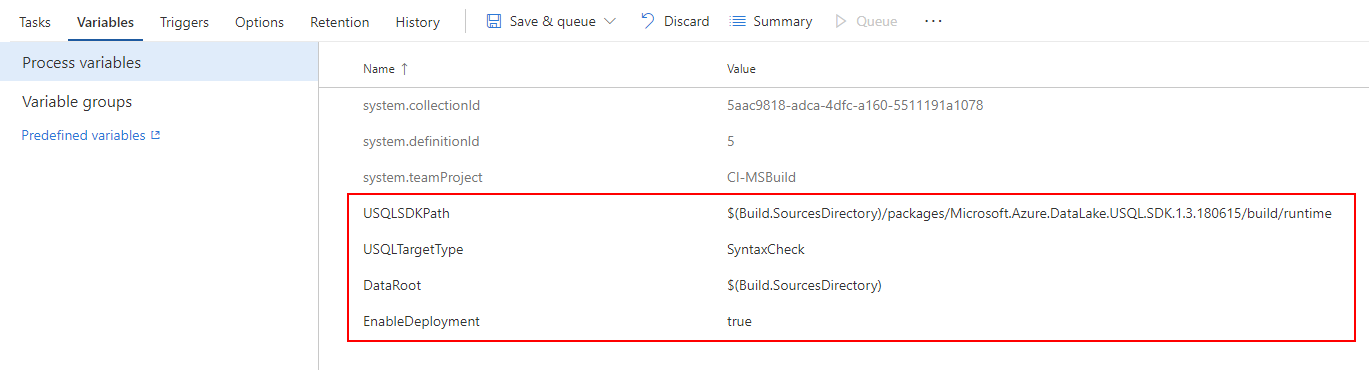 Tasks Variables Triggers Options Retention History Save & queue Discard Summary Queue ...
Process variables
Variable groups
Predefined variables
Name ↑ Value
system.collectionId 5aac9818-adca-4dfc-a160-5511191a1078
system.definitionId 5
system.teamProject CI-MSBuild
USQLSDKPath $(Build.SourcesDirectory)/packages/Microsoft.Azure.DataLake.USQL.SDK.1.3.180615/build/runtime
USQLTargetType SyntaxCheck
DataRoot $(Build.SourcesDirectory)
EnableDeployment true